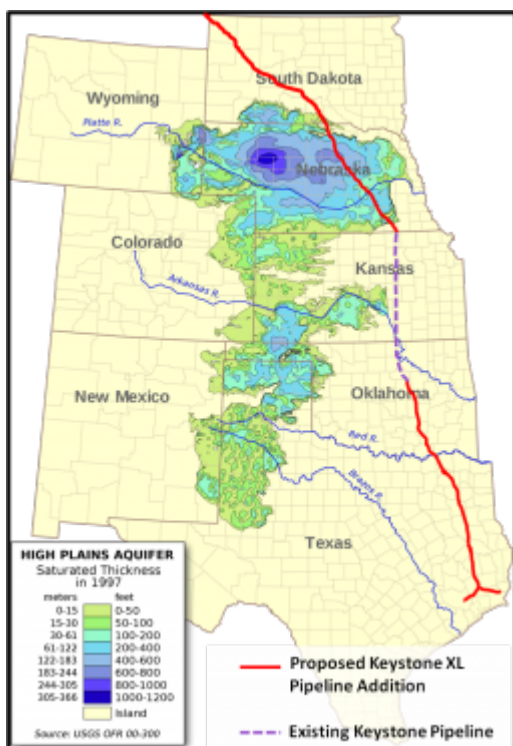 South Dakota
Wyoming
Platte R.
Nebraska
Colorado
Kansas
Arkansas R.
New Mexico
Oklahoma
Red R.
Brazos R.
Texas
HIGH PLAINS AQUIFER
Saturated Thickness
in 1997
meters feet
0-15 0-50
15-30 50-100
30-61 100-200
61-122 200-400
122-183 400-600
183-244 600-800
244-305 800-1000
305-366 1000-1200
Island
Source: USGS OFR 00-300
Proposed Keystone XL
Pipeline Addition
Existing Keystone Pipeline